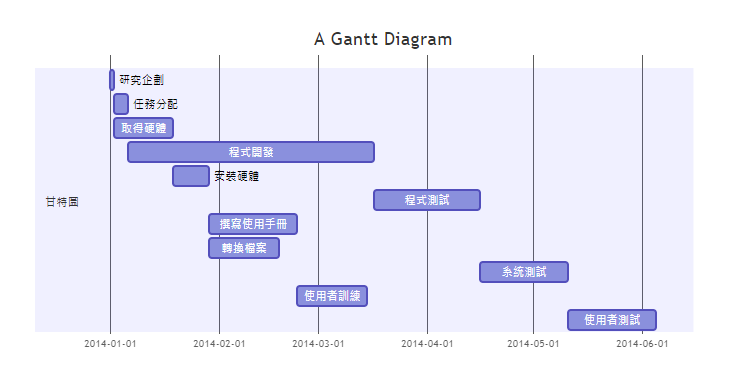 A Gantt Diagram
研究企劃
任務分配
取得硬體
程式開發
安裝硬體
程式測試
甘特圖
撰寫使用手冊
轉換檔案
系統測試
使用者訓練
使用者測試
2014-01-01 2014-02-01 2014-03-01 2014-04-01 2014-05-01 2014-06-01